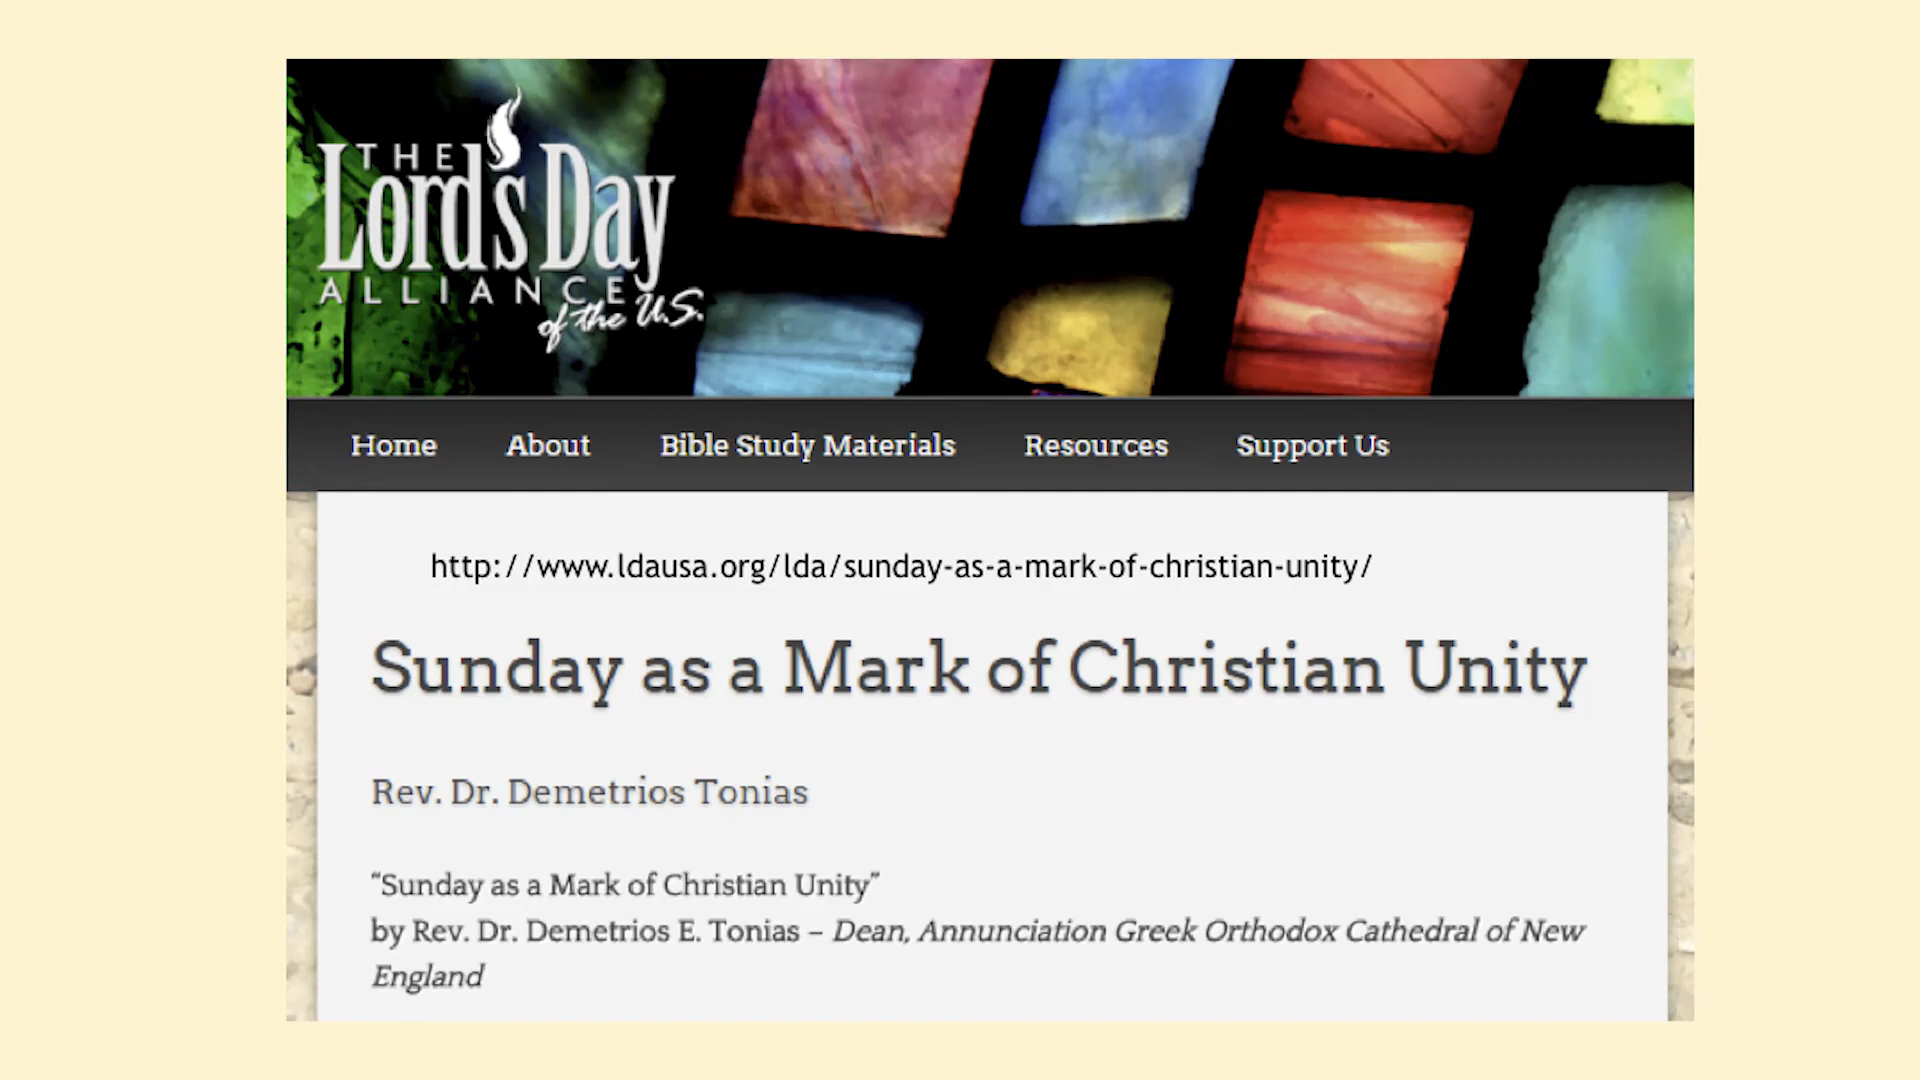 THE
Lord's Day
ALLIANCE
of the U.S.
Home About Bible Study Materials Resources Support Us
http://www.ldausa.org/lda/sunday-as-a-mark-of-christian-unity/
Sunday as a Mark of Christian Unity
Rev. Dr. Demetrios Tonias
“Sunday as a Mark of Christian Unity”
by Rev. Dr. Demetrios E. Tonias – Dean, Annunciation Greek Orthodox Cathedral of New
England